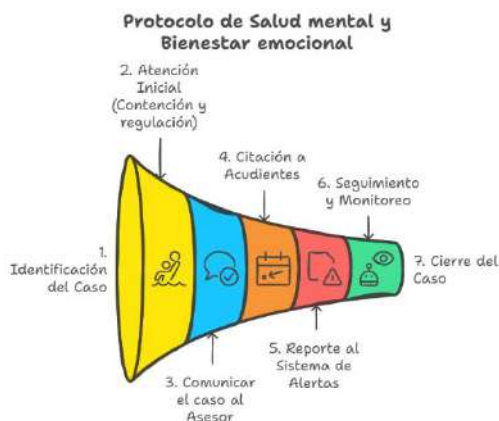 Protocolo de Salud mental y
Bienestar emocional
1.
Identificación
del Caso
2. Atención
Inicial
(Contención y
regulación)
3. Comunicar
el caso al
Asesor
4. Citación a
Acudientes
5. Reporte al
Sistema de
Alertas
6. Seguimiento
y Monitoreo
7. Cierre del
Caso